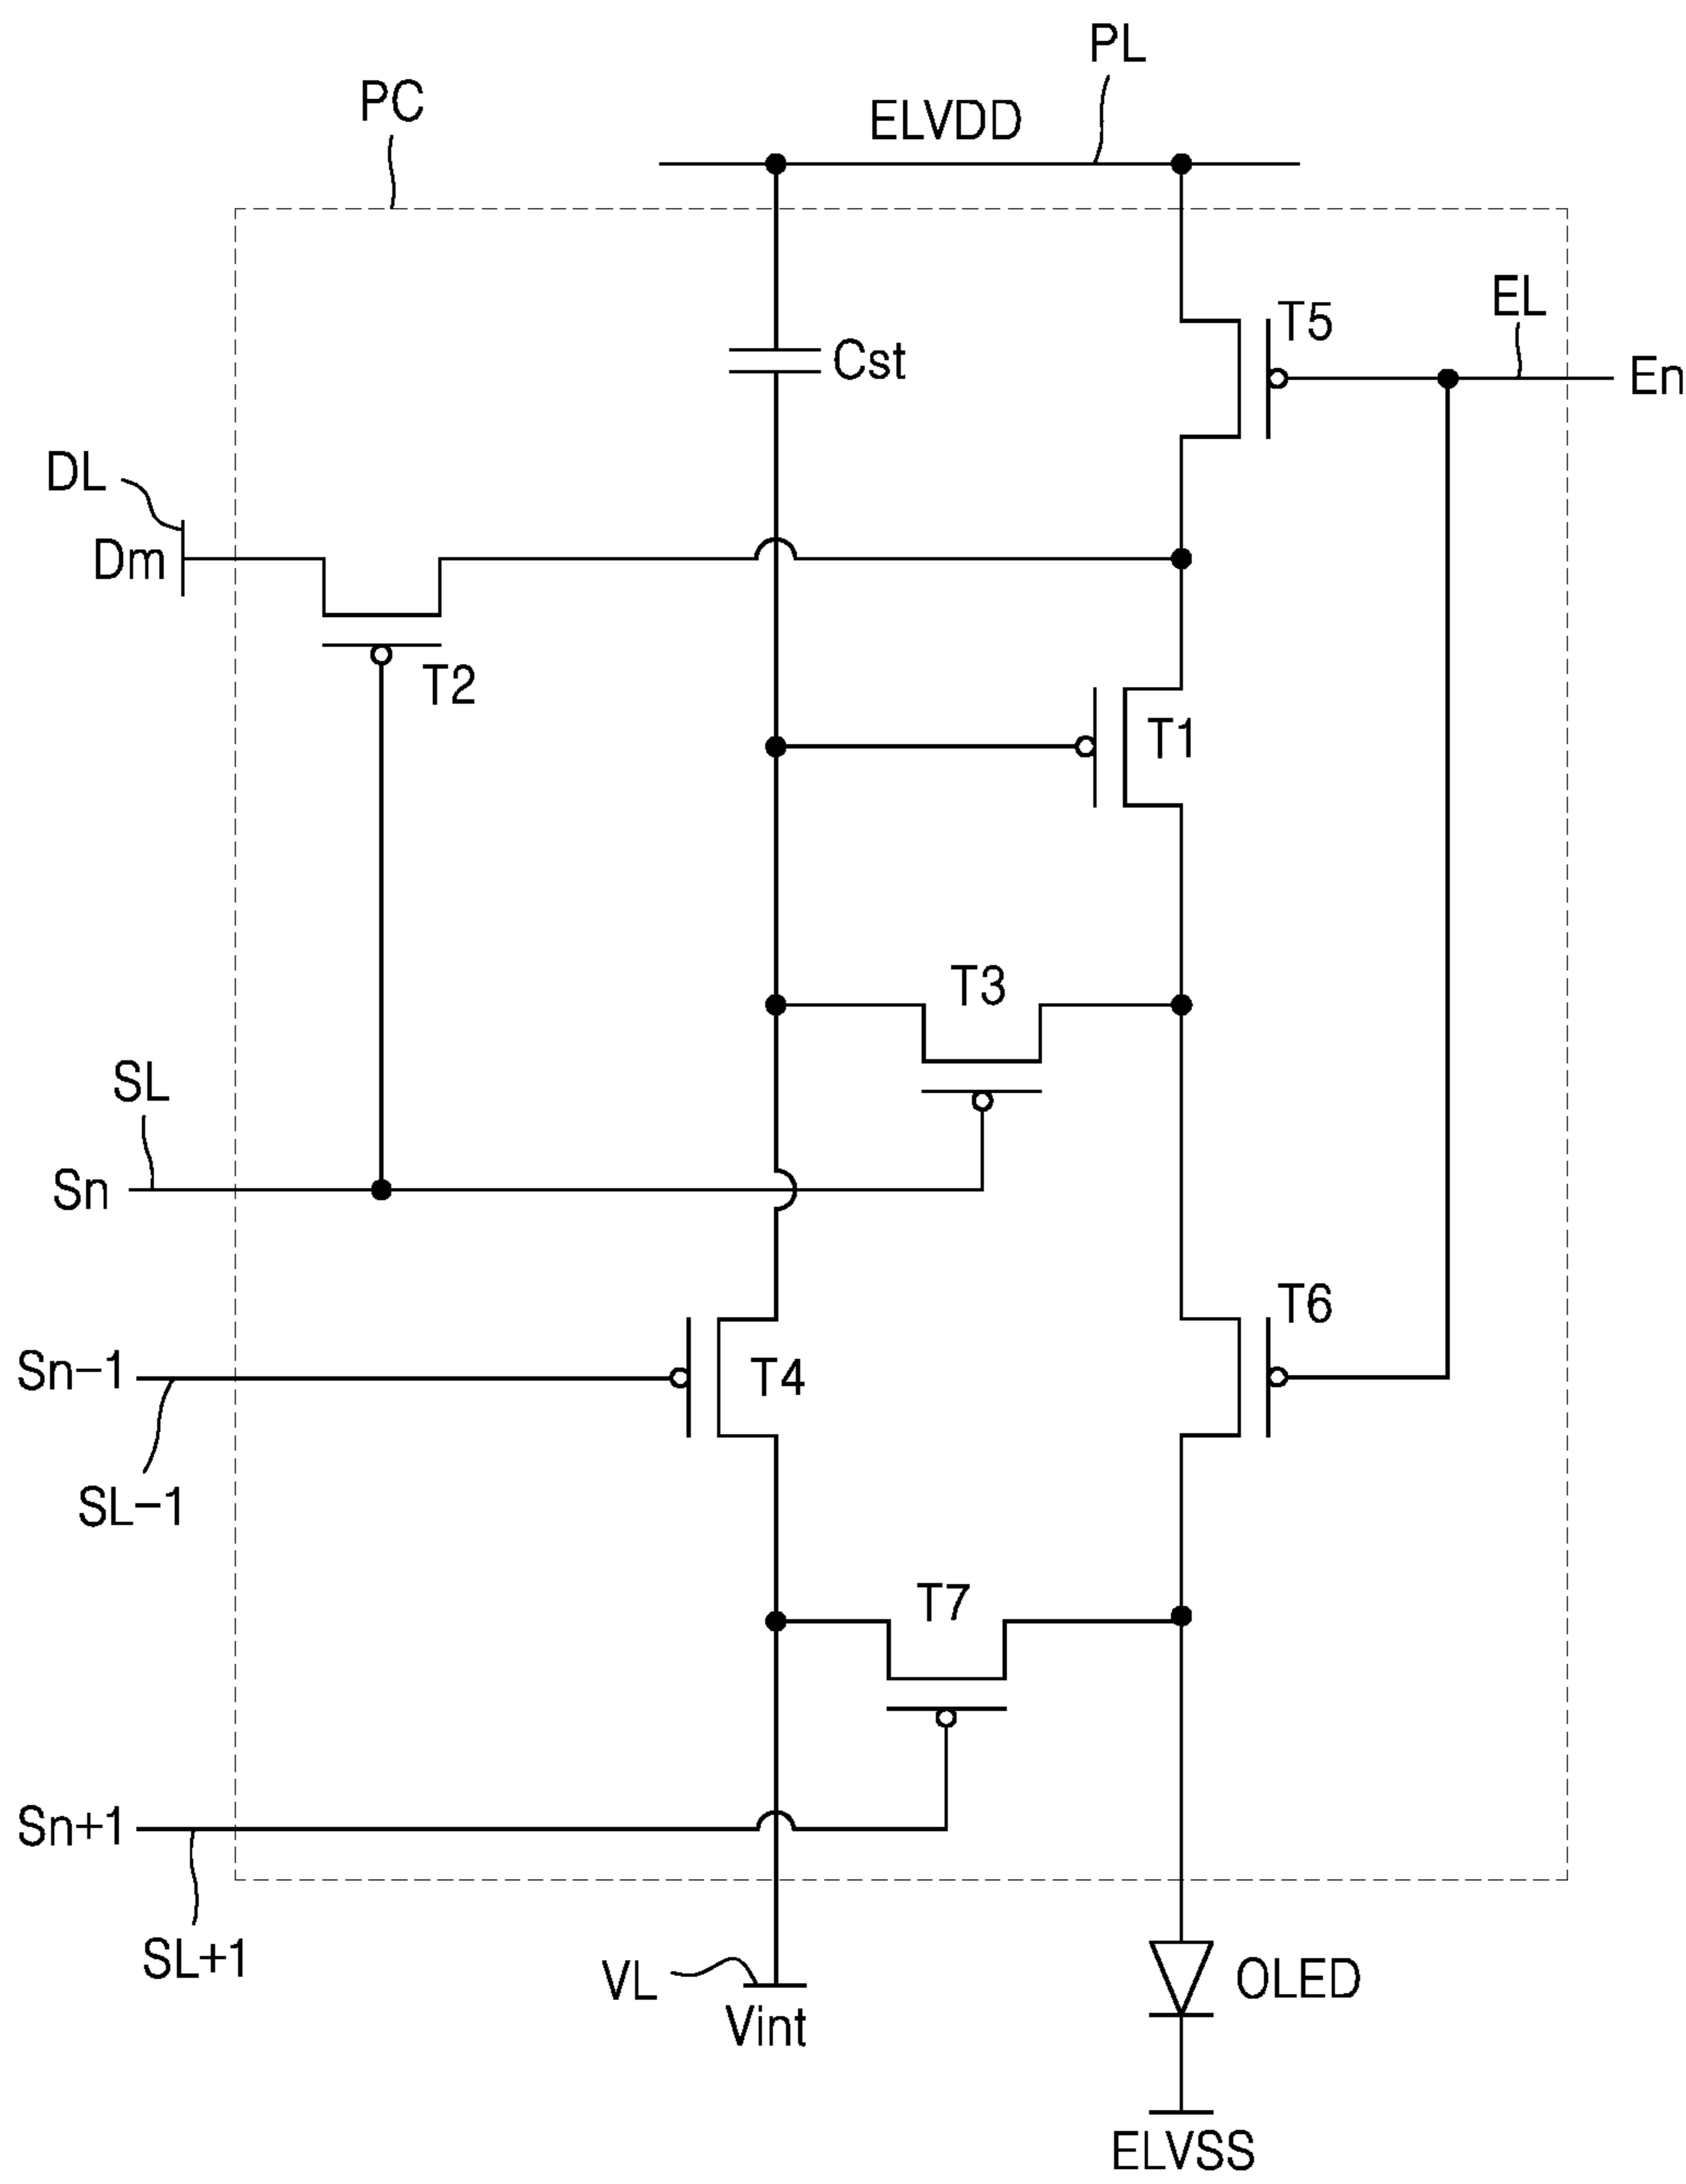 PL
PC
ELVDD
T5
EL
En
Cst
DL
Dm
T2
T1
T3
SL
Sn
T6
Sn−1
T4
SL−1
T7
Sn+1
SL+1
VL
Vint
OLED
ELVSS